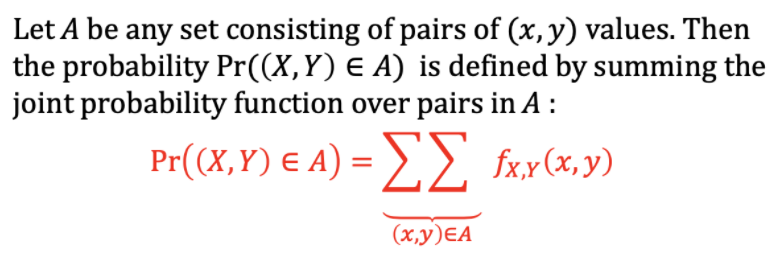 Let A be any set consisting of pairs of (x, y) values. Then
the probability Pr((X, Y) ∈ A) is defined by summing the
joint probability function over pairs in A :
Pr((X, Y) ∈ A) = ∑∑ f_{X,Y}(x, y)
(x,y)∈A